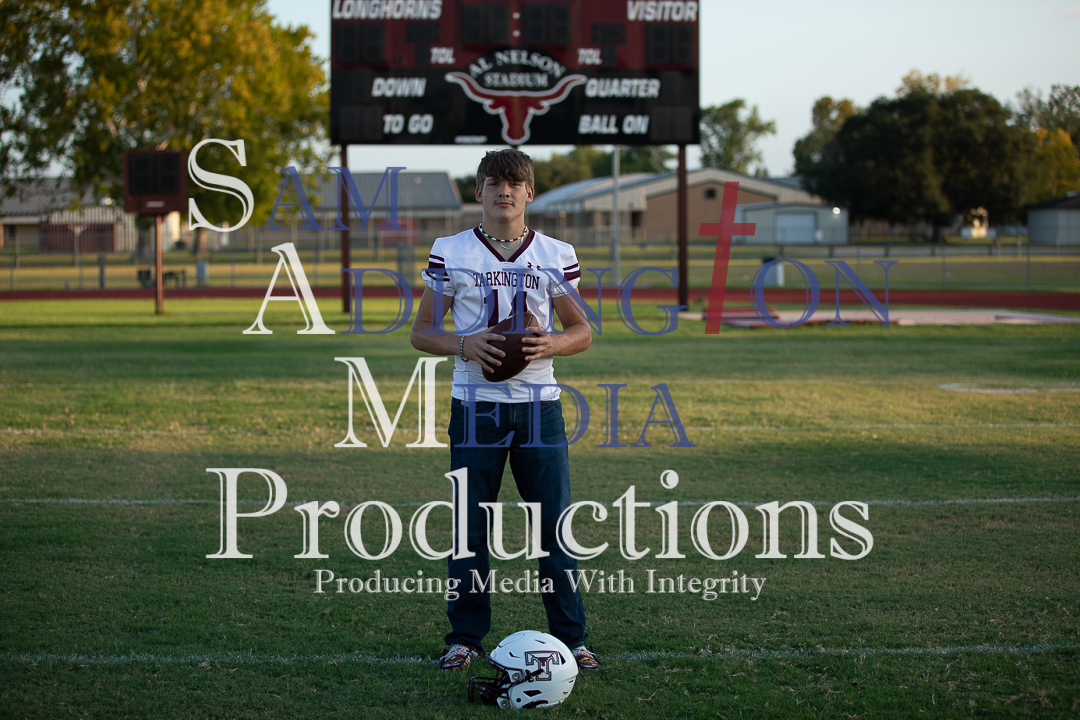 LONGHORNS VISITOR
TOL TOL
AL NELSON
STADIUM
DOWN QUARTER
TO GO BALL ON
SAM
ADDINGTON
MEDIA
Productions
Producing Media With Integrity
TARKINGTON
11
T